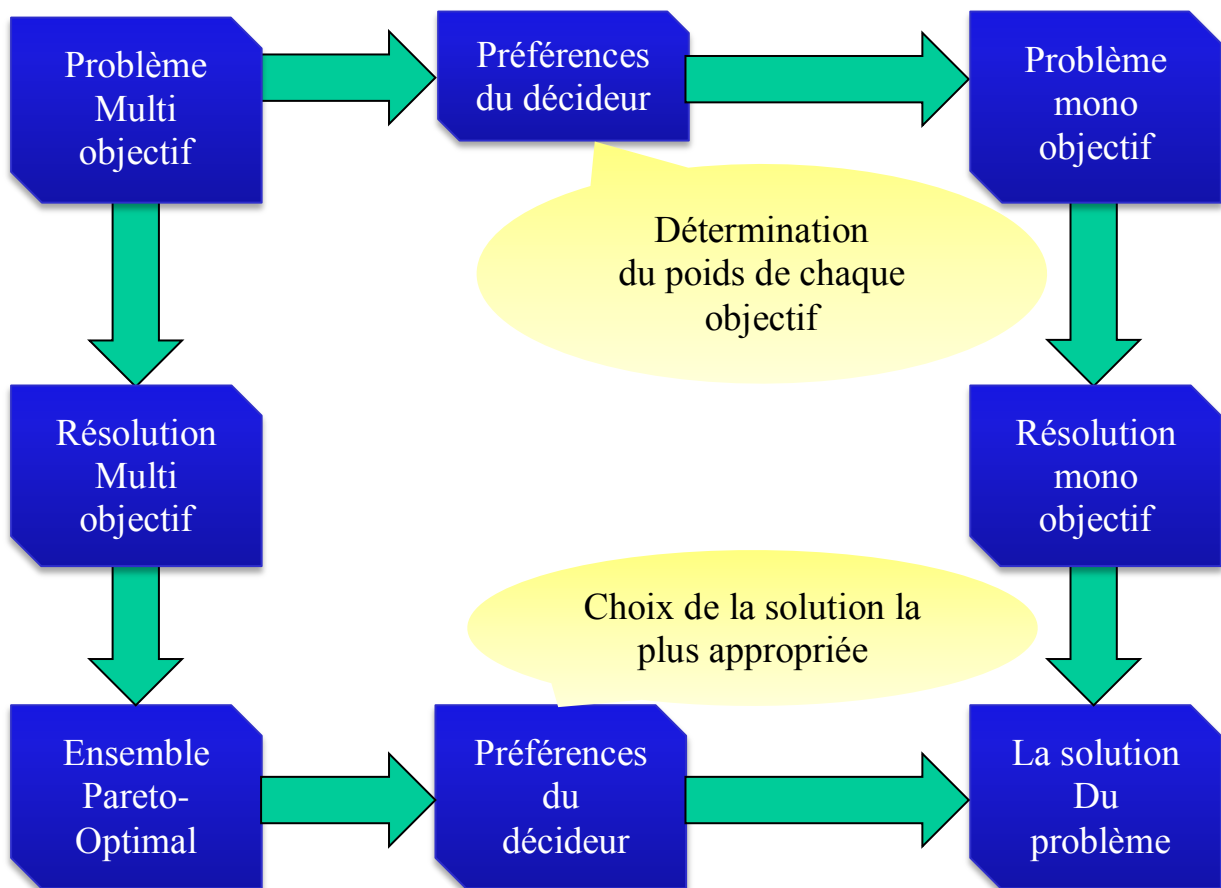 Problème
Multi
objectif
Préférences
du décideur
Problème
mono
objectif
Détermination
du poids de chaque
objectif
Résolution
Multi
objectif
Résolution
mono
objectif
Choix de la solution la
plus appropriée
Ensemble
Pareto-
Optimal
Préférences
du
décideur
La solution
Du
problème